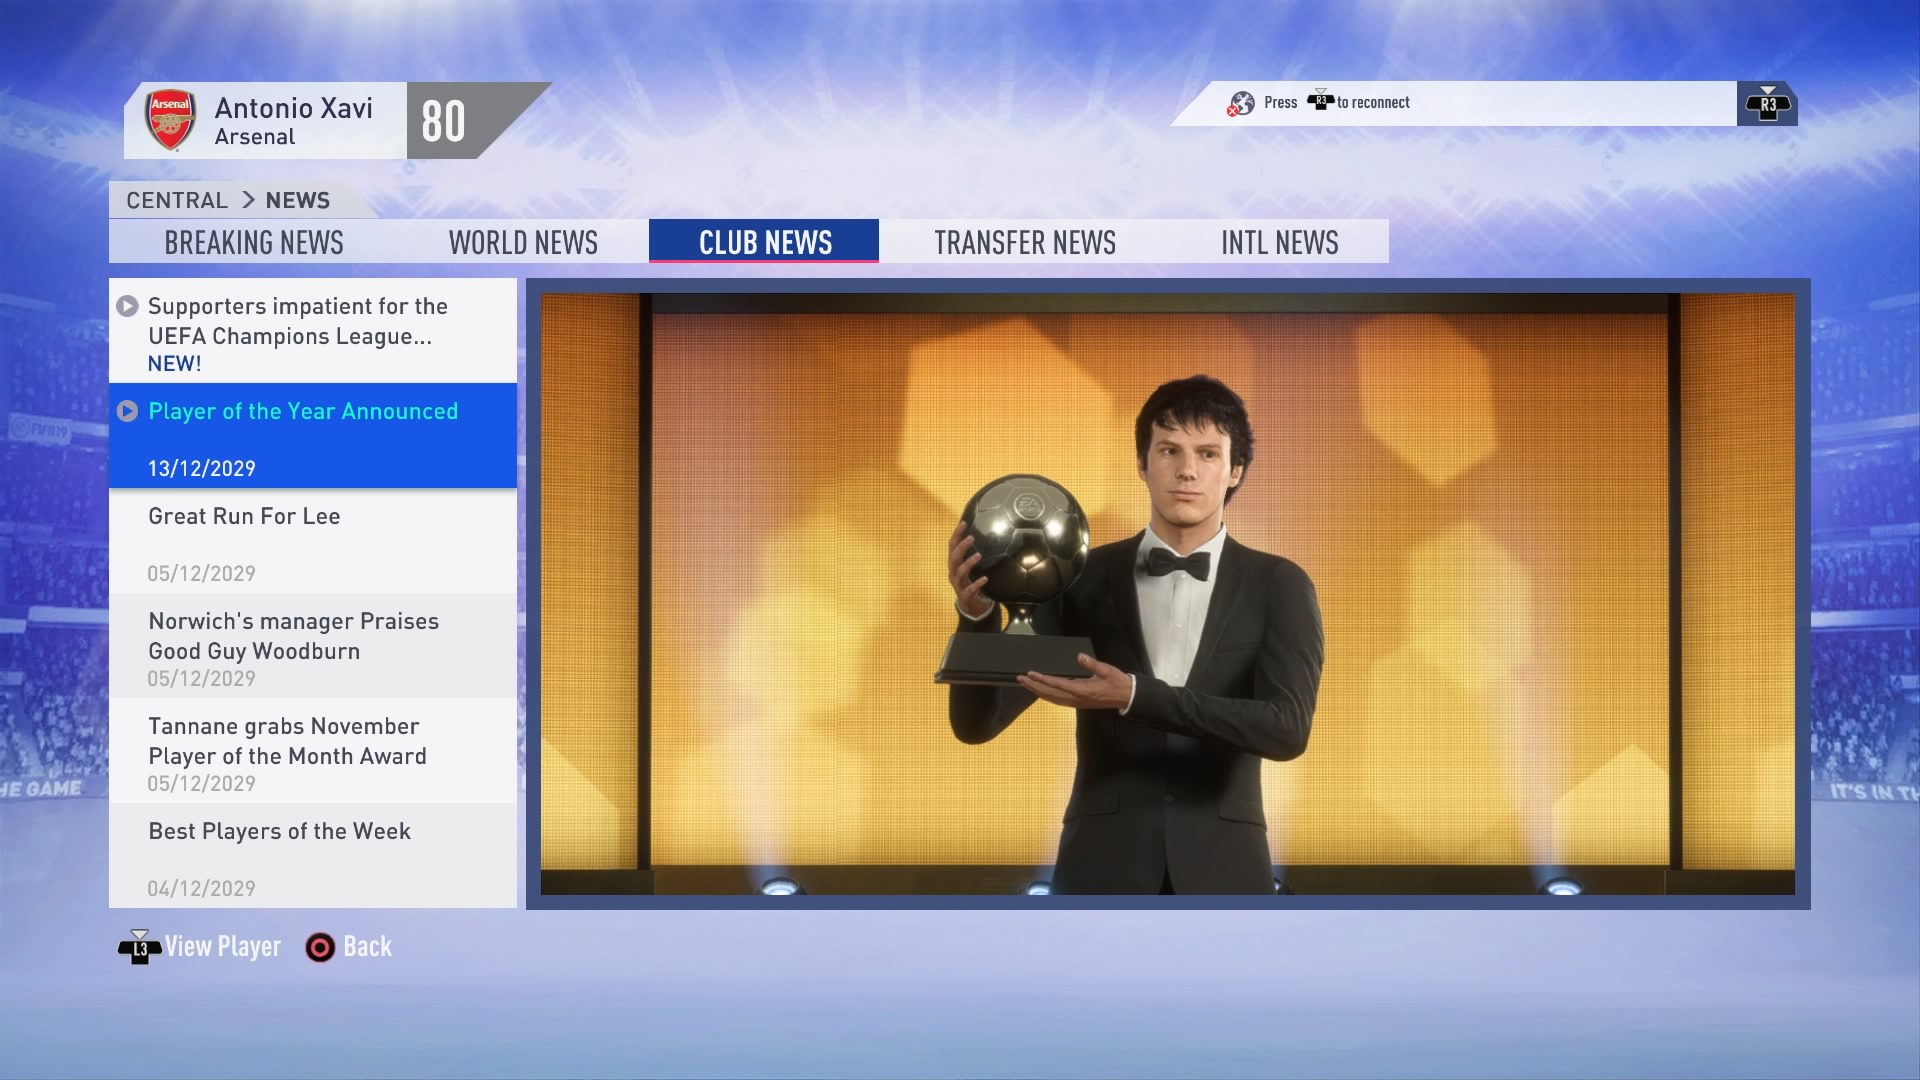 Arsenal
Antonio Xavi
Arsenal
80
Press R3 to reconnect
R3
CENTRAL > NEWS
BREAKING NEWS
WORLD NEWS
CLUB NEWS
TRANSFER NEWS
INTL NEWS
Supporters impatient for the
UEFA Champions League...
NEW!
Player of the Year Announced
13/12/2029
Great Run For Lee
05/12/2029
Norwich's manager Praises
Good Guy Woodburn
05/12/2029
Tannane grabs November
Player of the Month Award
05/12/2029
Best Players of the Week
04/12/2029
EA
FIFA19
HE GAME
IT'S IN TH
L3 View Player
Back